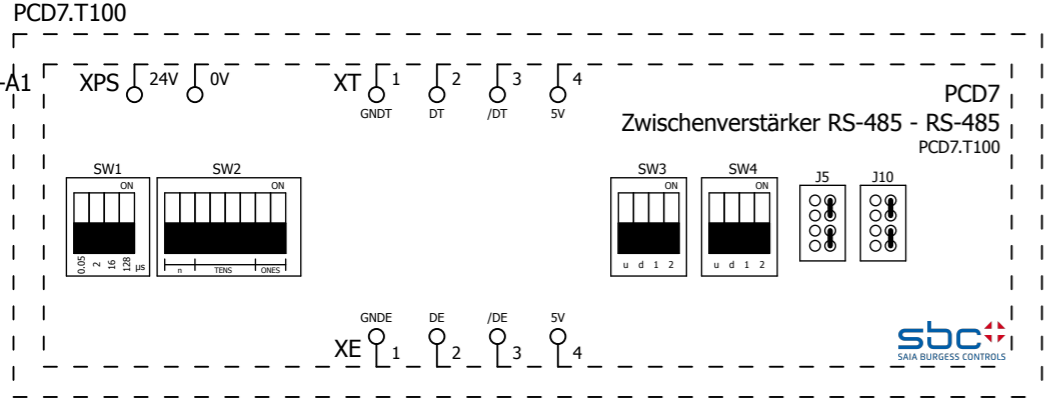 PCD7.T100
-A1
XPS 24V 0V
XT 1 2 3 4
GNDT DT /DT 5V
PCD7
Zwischenverstärker RS-485 - RS-485
PCD7.T100
SW1 SW2 SW3 SW4 J5 J10
ON ON ON ON
0.05 2 16 128 µs
n TENS ONES
u d 1 2 u d 1 2
GNDE DE /DE 5V
XE 1 2 3 4
sbc
SAIA BURGESS CONTROLS